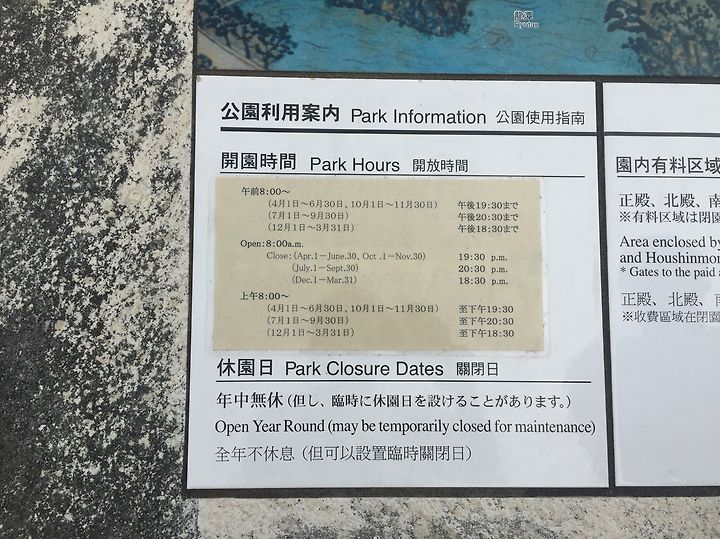 龍潭
Ryutan
公園利用案内 Park Information 公園使用指南
開園時間 Park Hours 開放時間
午前8:00～
(4月1日～6月30日、10月1日～11月30日) 午後19:30まで
(7月1日～9月30日) 午後20:30まで
(12月1日～3月31日) 午後18:30まで
Open:8:00a.m.
Close:(Apr.1－June.30, Oct .1－Nov.30) 19:30 p.m.
(July.1－Sept.30) 20:30 p.m.
(Dec.1－Mar.31) 18:30 p.m.
上午8:00～
(4月1日～6月30日、10月1日～11月30日) 至下午19:30
(7月1日～9月30日) 至下午20:30
(12月1日～3月31日) 至下午18:30
休園日 Park Closure Dates 關閉日
年中無休（但し、臨時に休園日を設けることがあります。）
Open Year Round (may be temporarily closed for maintenance)
全年不休息（但可以設置臨時關閉日）
園内有料区域
正殿、北殿、南
※有料区域は閉園
Area enclosed by
and Houshinmon
* Gates to the paid
正殿、北殿、南
※收費區域在閉園